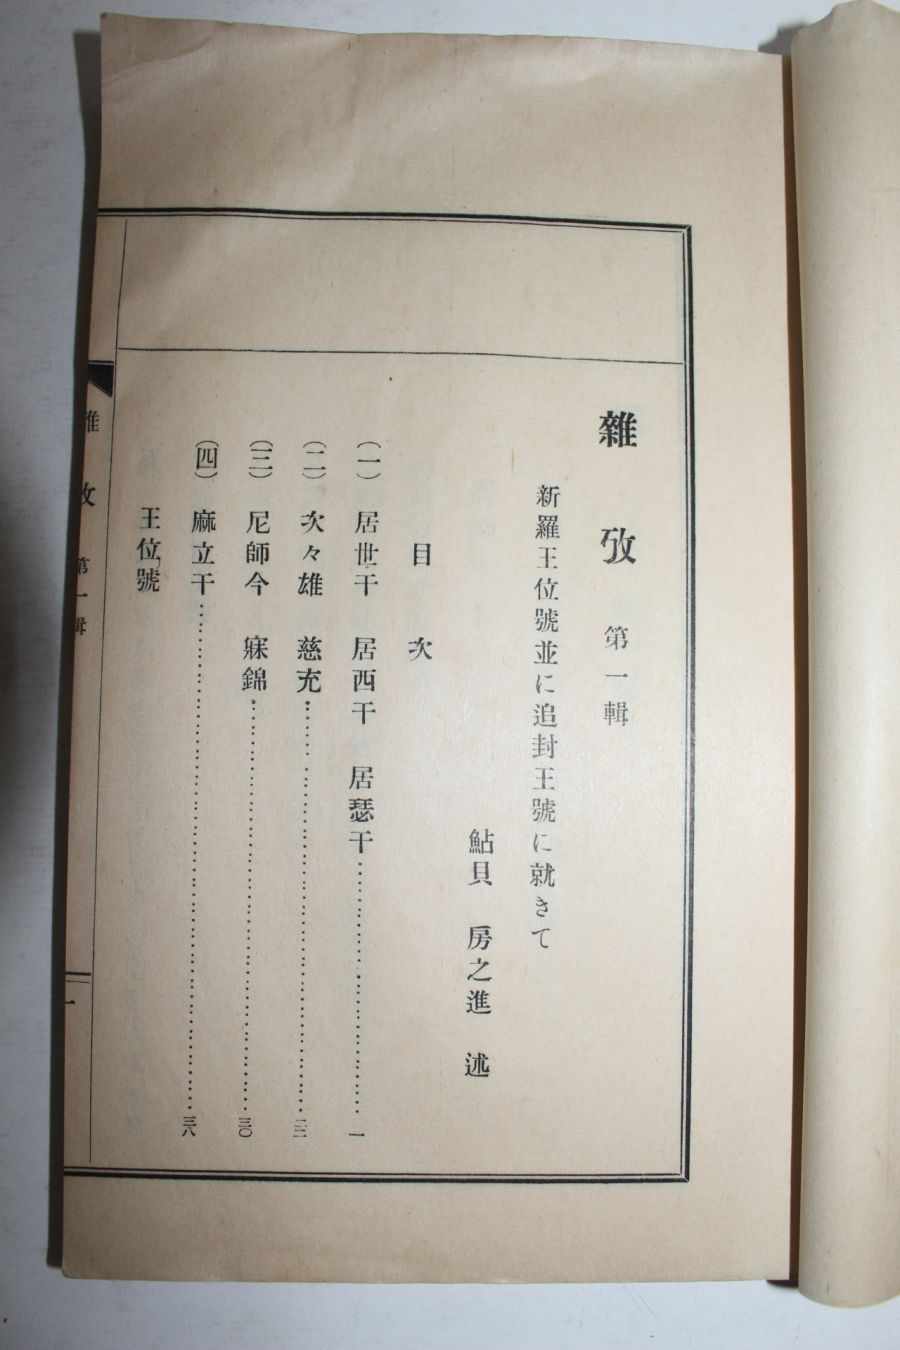 雜攷 第一輯
新羅王位號並に追封王號に就きて
鮎貝 房之進 述
目次
(一) 居世干 居西干 居瑟干……一
(二) 次々雄 慈充……二二
(三) 尼師今 寐錦……三〇
(四) 麻立干……三八
王位號
雜攷 第一輯
一